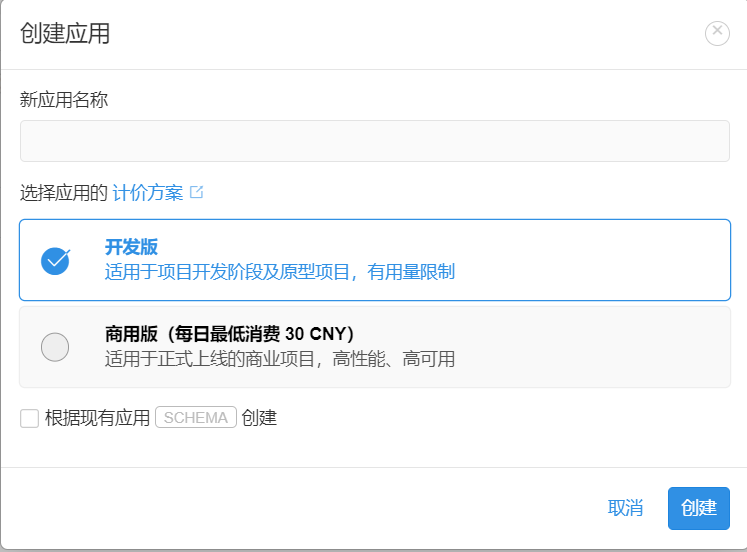 创建应用
新应用名称
选择应用的 计价方案
开发版
适用于项目开发阶段及原型项目，有用量限制
商用版（每日最低消费 30 CNY）
适用于正式上线的商业项目，高性能、高可用
根据现有应用 SCHEMA 创建
取消 创建